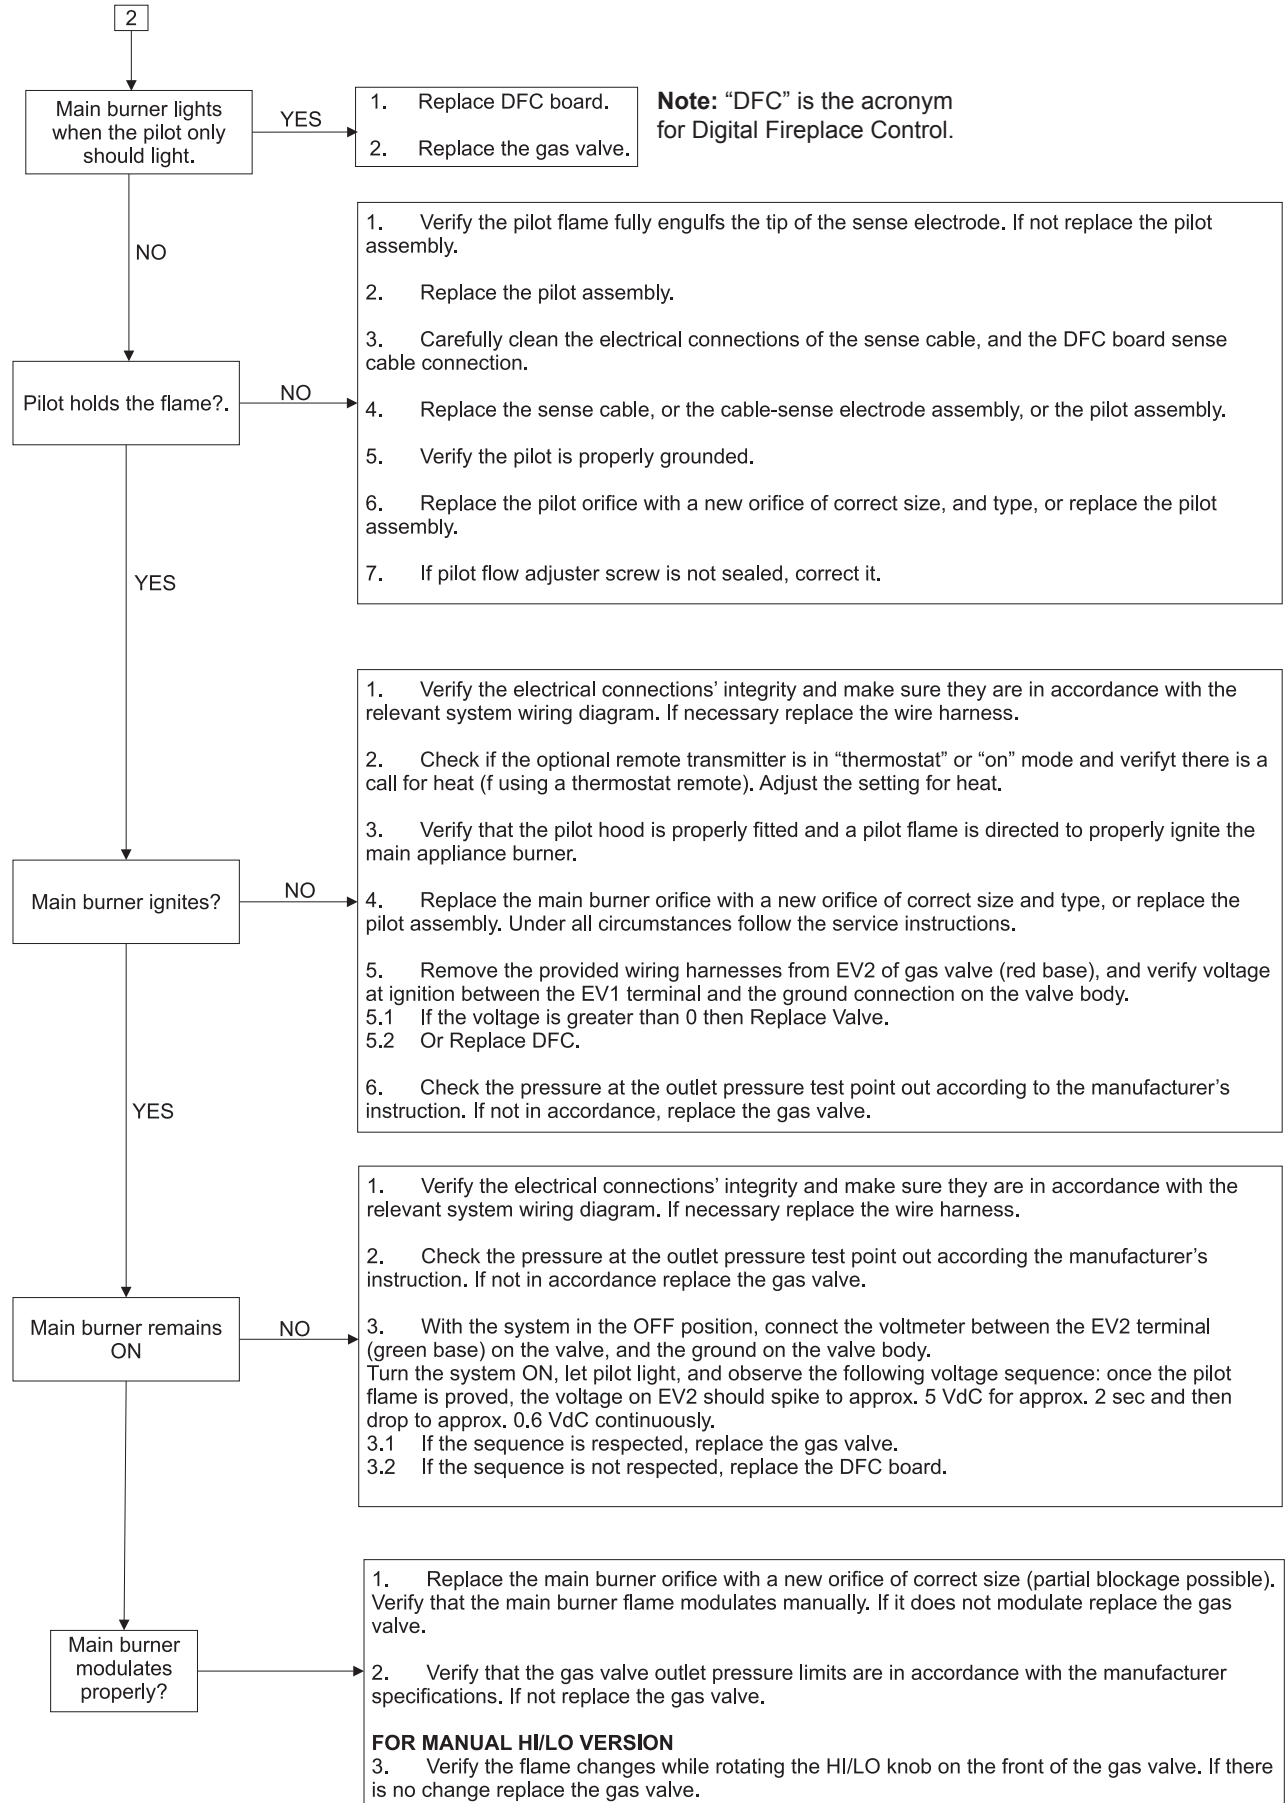 2
Main burner lights
when the pilot only
should light.
YES
1. Replace DFC board.
2. Replace the gas valve.
Note: “DFC” is the acronym
for Digital Fireplace Control.
NO
Pilot holds the flame?.
NO
1. Verify the pilot flame fully engulfs the tip of the sense electrode. If not replace the pilot
assembly.
2. Replace the pilot assembly.
3. Carefully clean the electrical connections of the sense cable, and the DFC board sense
cable connection.
4. Replace the sense cable, or the cable-sense electrode assembly, or the pilot assembly.
5. Verify the pilot is properly grounded.
6. Replace the pilot orifice with a new orifice of correct size, and type, or replace the pilot
assembly.
7. If pilot flow adjuster screw is not sealed, correct it.
YES
Main burner ignites?
NO
1. Verify the electrical connections’ integrity and make sure they are in accordance with the
relevant system wiring diagram. If necessary replace the wire harness.
2. Check if the optional remote transmitter is in “thermostat” or “on” mode and verifyt there is a
call for heat (f using a thermostat remote). Adjust the setting for heat.
3. Verify that the pilot hood is properly fitted and a pilot flame is directed to properly ignite the
main appliance burner.
4. Replace the main burner orifice with a new orifice of correct size and type, or replace the
pilot assembly. Under all circumstances follow the service instructions.
5. Remove the provided wiring harnesses from EV2 of gas valve (red base), and verify voltage
at ignition between the EV1 terminal and the ground connection on the valve body.
5.1 If the voltage is greater than 0 then Replace Valve.
5.2 Or Replace DFC.
6. Check the pressure at the outlet pressure test point out according to the manufacturer’s
instruction. If not in accordance, replace the gas valve.
YES
Main burner remains
ON
NO
1. Verify the electrical connections’ integrity and make sure they are in accordance with the
relevant system wiring diagram. If necessary replace the wire harness.
2. Check the pressure at the outlet pressure test point out according the manufacturer’s
instruction. If not in accordance replace the gas valve.
3. With the system in the OFF position, connect the voltmeter between the EV2 terminal
(green base) on the valve, and the ground on the valve body.
Turn the system ON, let pilot light, and observe the following voltage sequence: once the pilot
flame is proved, the voltage on EV2 should spike to approx. 5 VdC for approx. 2 sec and then
drop to approx. 0.6 VdC continuously.
3.1 If the sequence is respected, replace the gas valve.
3.2 If the sequence is not respected, replace the DFC board.
Main burner
modulates
properly?
1. Replace the main burner orifice with a new orifice of correct size (partial blockage possible).
Verify that the main burner flame modulates manually. If it does not modulate replace the gas
valve.
2. Verify that the gas valve outlet pressure limits are in accordance with the manufacturer
specifications. If not replace the gas valve.
FOR MANUAL HI/LO VERSION
3. Verify the flame changes while rotating the HI/LO knob on the front of the gas valve. If there
is no change replace the gas valve.